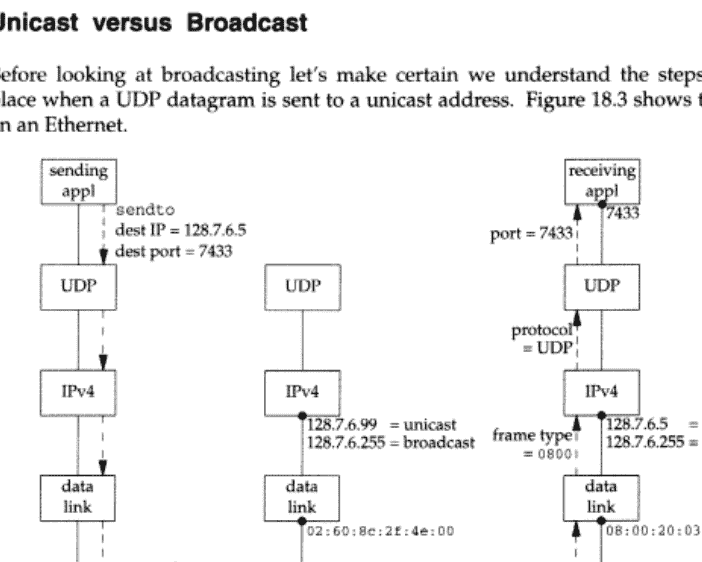 Unicast versus Broadcast
efore looking at broadcasting let's make certain we understand the steps
lace when a UDP datagram is sent to a unicast address. Figure 18.3 shows t
n an Ethernet.
sending
appl
receiving
appl
sendto
dest IP = 128.7.6.5
dest port = 7433
7433
port = 7433
UDP
UDP
UDP
protocol
= UDP
IPv4
IPv4
IPv4
128.7.6.99 = unicast
128.7.6.255 = broadcast
frame type
= 0800
128.7.6.5 =
128.7.6.255 =
data
link
data
link
data
link
02:60:8c:2f:4e:00
08:00:20:03